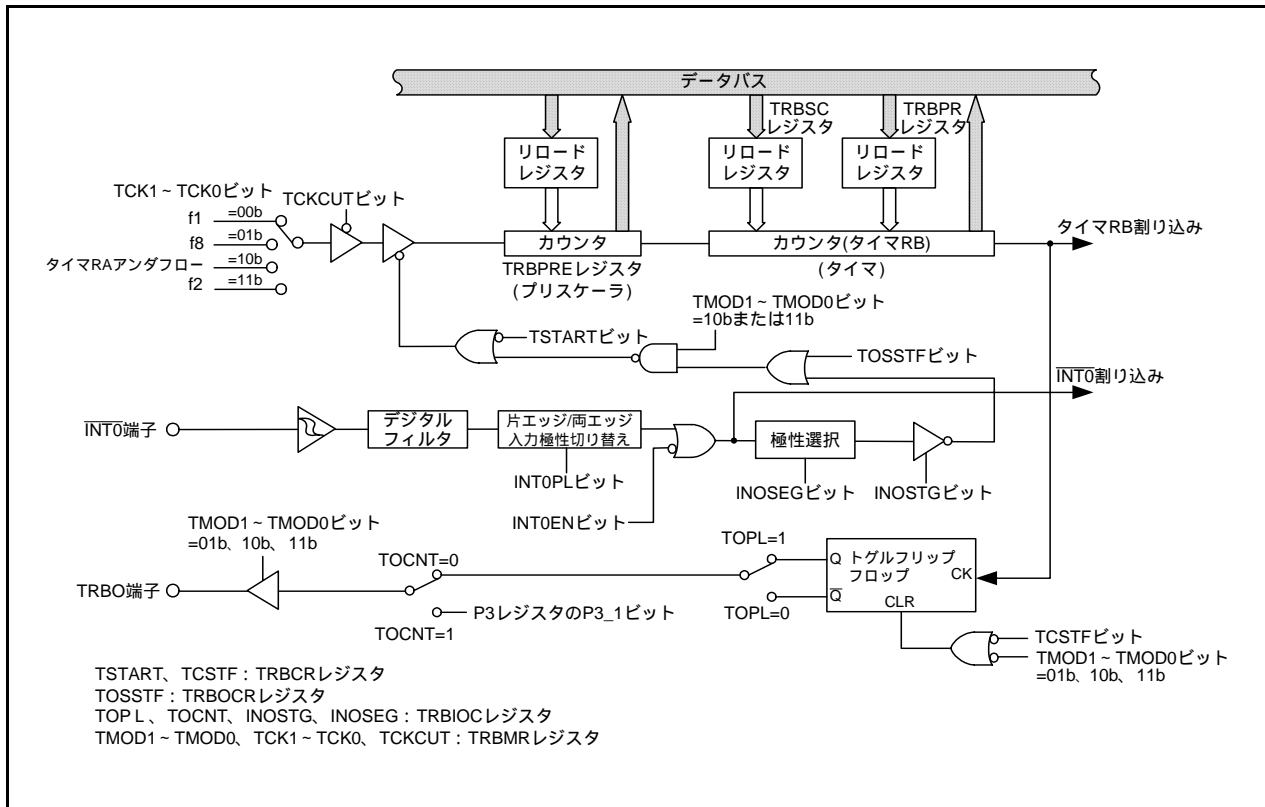 データバス
TRBSC
レジスタ
TRBPR
レジスタ
リロード
レジスタ
リロード
レジスタ
リロード
レジスタ
TCK1～TCK0ビット
TCKCUTビット
f1 =00b
f8 =01b
タイマRAアンダフロー =10b
f2 =11b
カウンタ
TRBPREレジスタ
(プリスケーラ)
カウンタ(タイマRB)
(タイマ)
タイマRB割り込み
TMOD1～TMOD0ビット
=10bまたは11b
TSTARTビット
TOSSTFビット
INT0割り込み
INT0端子
デジタル
フィルタ
片エッジ/両エッジ
入力極性切り替え
極性選択
INT0PLビット
INOSEGビット
INOSTGビット
INT0ENビット
TMOD1～TMOD0ビット
=01b、10b、11b
TOCNT=0
TOPL=1
Q トグルフリップ
フロップ
CK
Q
CLR
TRBO端子
P3レジスタのP3_1ビット
TOPL=0
TOCNT=1
TCSTFビット
TMOD1～TMOD0ビット
=01b、10b、11b
TSTART、TCSTF：TRBCRレジスタ
TOSSTF：TRBOCRレジスタ
TOPL、TOCNT、INOSTG、INOSEG：TRBIOCレジスタ
TMOD1～TMOD0、TCK1～TCK0、TCKCUT：TRBMRレジスタ